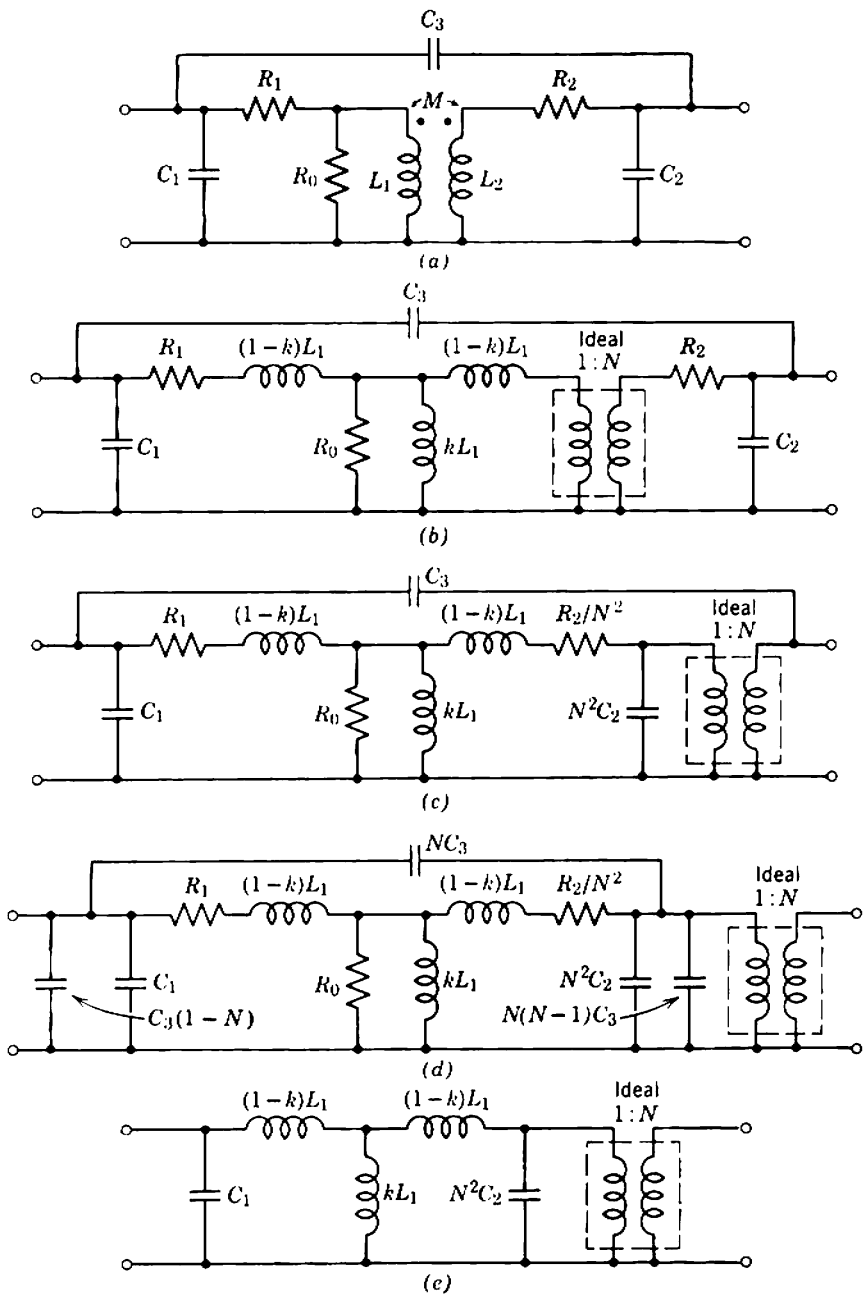 C₃
R₁
M
R₂
C₁
R₀
L₁
L₂
C₂
(a)
C₃
R₁
(1−k)L₁
(1−k)L₁
Ideal
1:N
R₂
C₁
R₀
kL₁
C₂
(b)
C₃
R₁
(1−k)L₁
(1−k)L₁
R₂/N²
Ideal
1:N
C₁
R₀
kL₁
N²C₂
(c)
NC₃
R₁
(1−k)L₁
(1−k)L₁
R₂/N²
Ideal
1:N
C₁
R₀
kL₁
N²C₂
C₃(1−N)
N(N−1)C₃
(d)
(1−k)L₁
(1−k)L₁
Ideal
1:N
C₁
kL₁
N²C₂
(e)